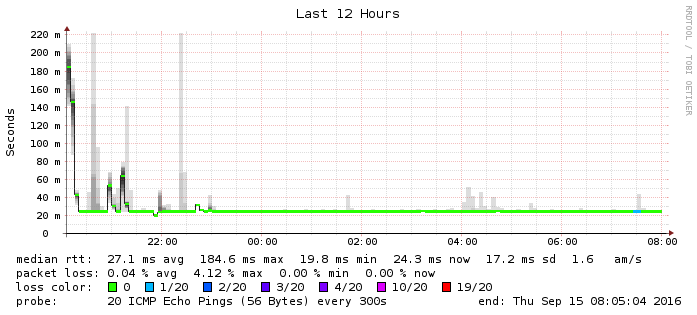 Last 12 Hours
RRDTOOL / TOBI OETIKER
Seconds
220 m
200 m
180 m
160 m
140 m
120 m
100 m
80 m
60 m
40 m
20 m
0
22:00 00:00 02:00 04:00 06:00 08:00
median rtt: 27.1 ms avg 184.6 ms max 19.8 ms min 24.3 ms now 17.2 ms sd 1.6 am/s
packet loss: 0.04 % avg 4.12 % max 0.00 % min 0.00 % now
loss color: 0 1/20 2/20 3/20 4/20 10/20 19/20
probe: 20 ICMP Echo Pings (56 Bytes) every 300s end: Thu Sep 15 08:05:04 2016